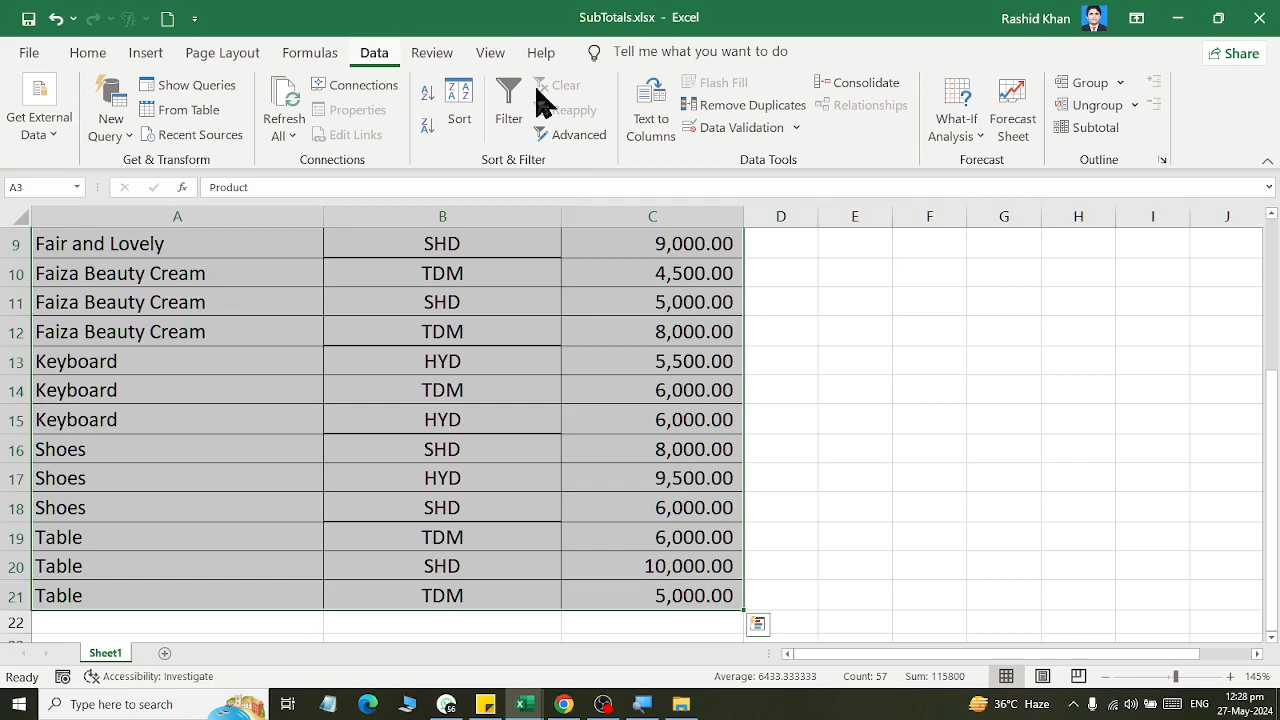 SubTotals.xlsx - Excel
Rashid Khan
File Home Insert Page Layout Formulas Data Review View Help Tell me what you want to do Share
Get External Data
New Query
Show Queries
From Table
Recent Sources
Get & Transform
Refresh All
Connections
Properties
Edit Links
Connections
Sort
Filter
Clear
Reapply
Advanced
Sort & Filter
Text to Columns
Flash Fill
Remove Duplicates
Data Validation
Consolidate
Relationships
Data Tools
What-If Analysis
Forecast Sheet
Forecast
Group
Ungroup
Subtotal
Outline
A3 fx Product
A B C D E F G H I J
9 Fair and Lovely SHD 9,000.00
10 Faiza Beauty Cream TDM 4,500.00
11 Faiza Beauty Cream SHD 5,000.00
12 Faiza Beauty Cream TDM 8,000.00
13 Keyboard HYD 5,500.00
14 Keyboard TDM 6,000.00
15 Keyboard HYD 6,000.00
16 Shoes SHD 8,000.00
17 Shoes HYD 9,500.00
18 Shoes SHD 6,000.00
19 Table TDM 6,000.00
20 Table SHD 10,000.00
21 Table TDM 5,000.00
22
Sheet1
Ready Accessibility: Investigate Average: 6433.333333 Count: 57 Sum: 115800 145%
Type here to search 36°C Haze ENG 12:28 pm
27-May-2024